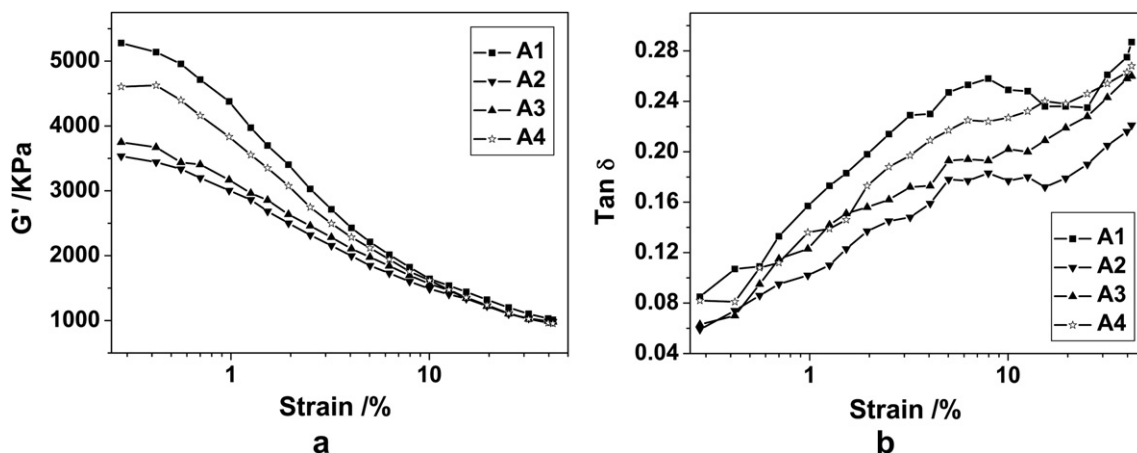 5000
4000
3000
2000
1000
G' /KPa
1
10
Strain /%
A1
A2
A3
A4
a
0.28
0.24
0.20
0.16
0.12
0.08
0.04
Tan δ
1
10
Strain /%
A1
A2
A3
A4
b